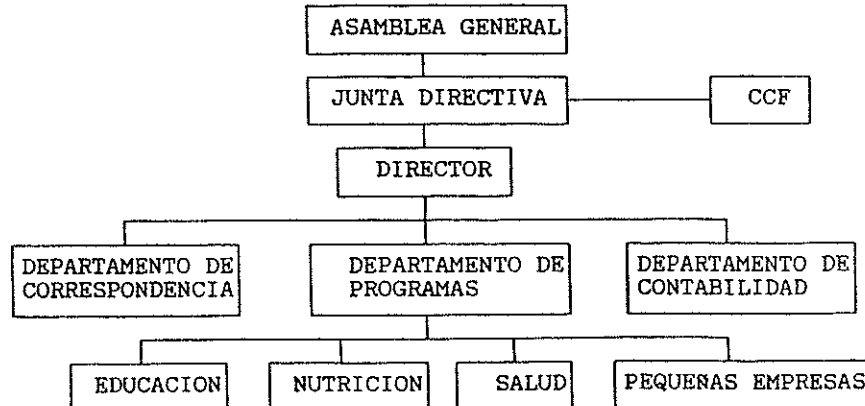 ASAMBLEA GENERAL
JUNTA DIRECTIVA
CCF
DIRECTOR
DEPARTAMENTO DE
CORRESPONDENCIA
DEPARTAMENTO DE
PROGRAMAS
DEPARTAMENTO DE
CONTABILIDAD
EDUCACION
NUTRICION
SALUD
PEQUEÑAS EMPRESAS